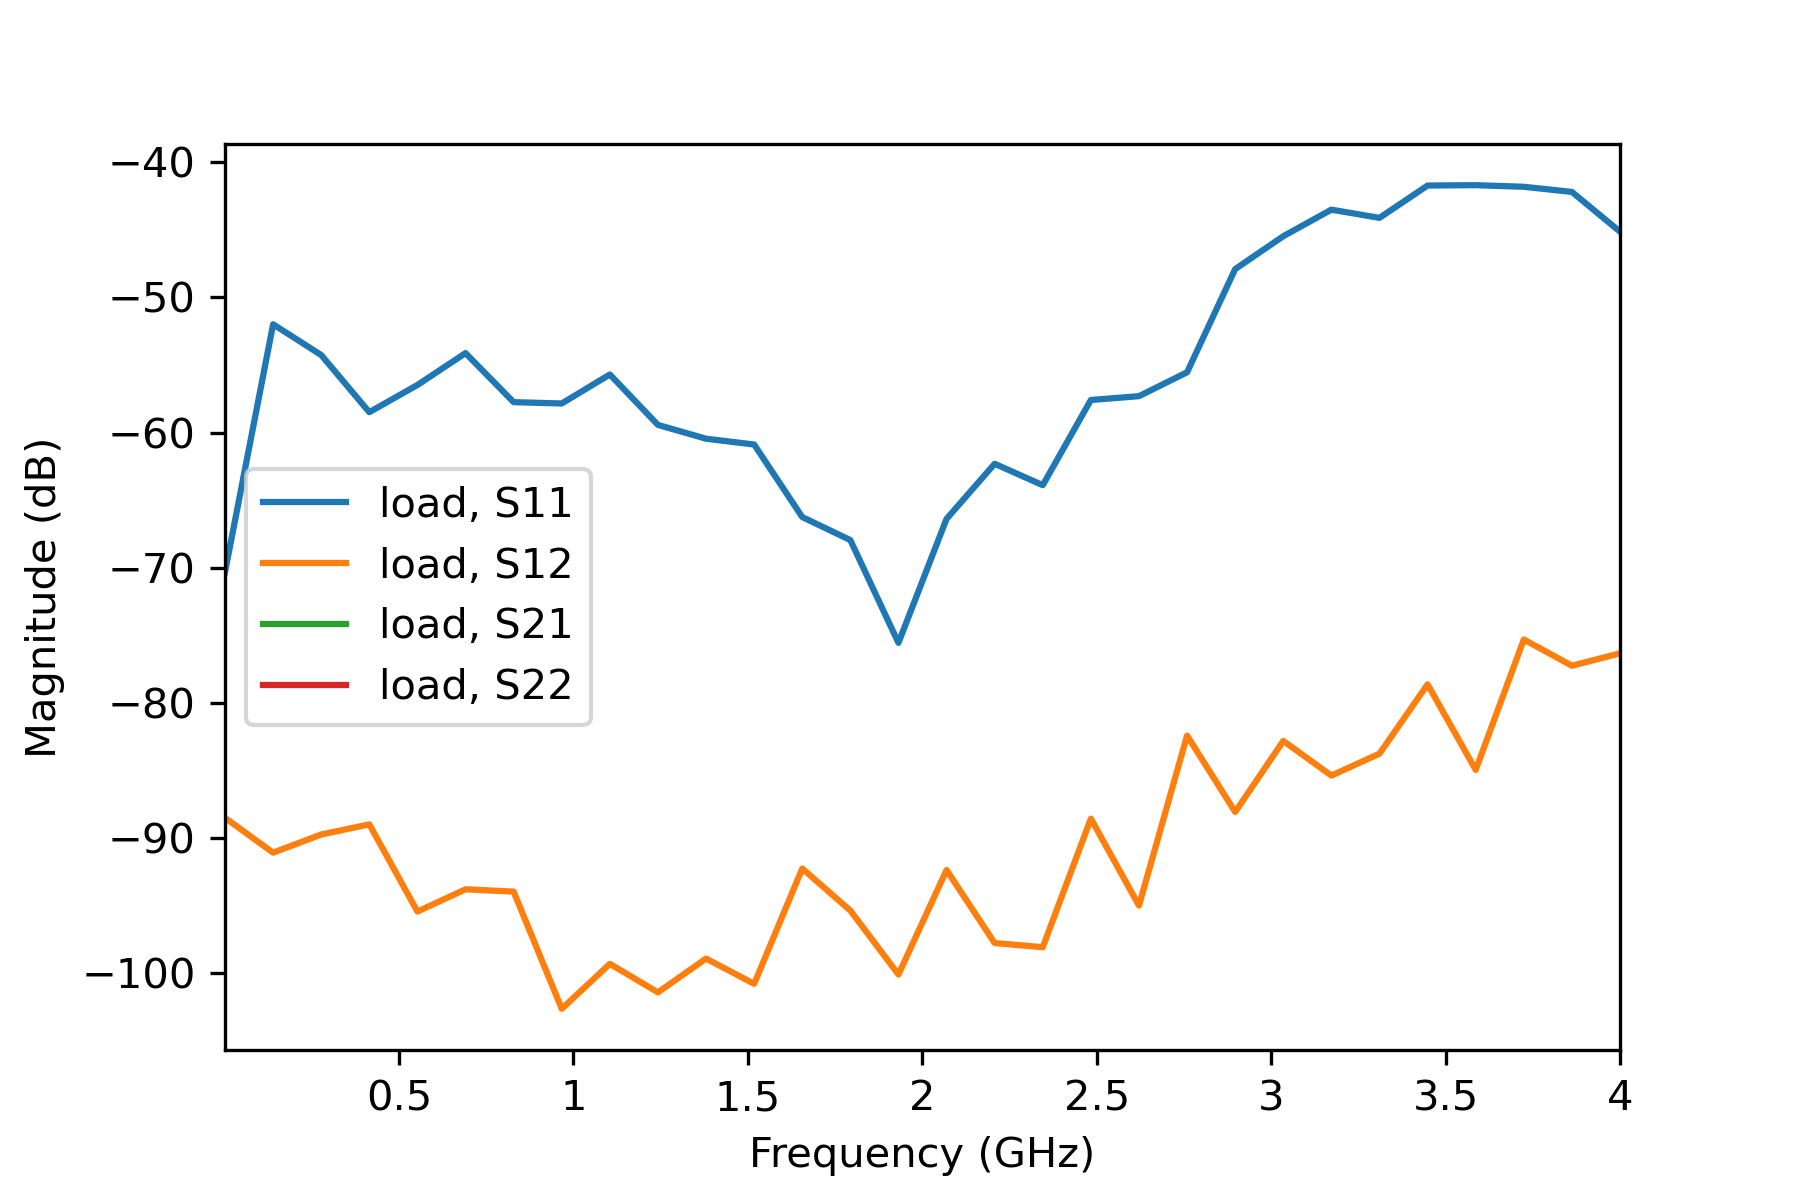 −40
−50
−60
−70
−80
−90
−100
Magnitude (dB)
load, S11
load, S12
load, S21
load, S22
0.5 1 1.5 2 2.5 3 3.5 4
Frequency (GHz)